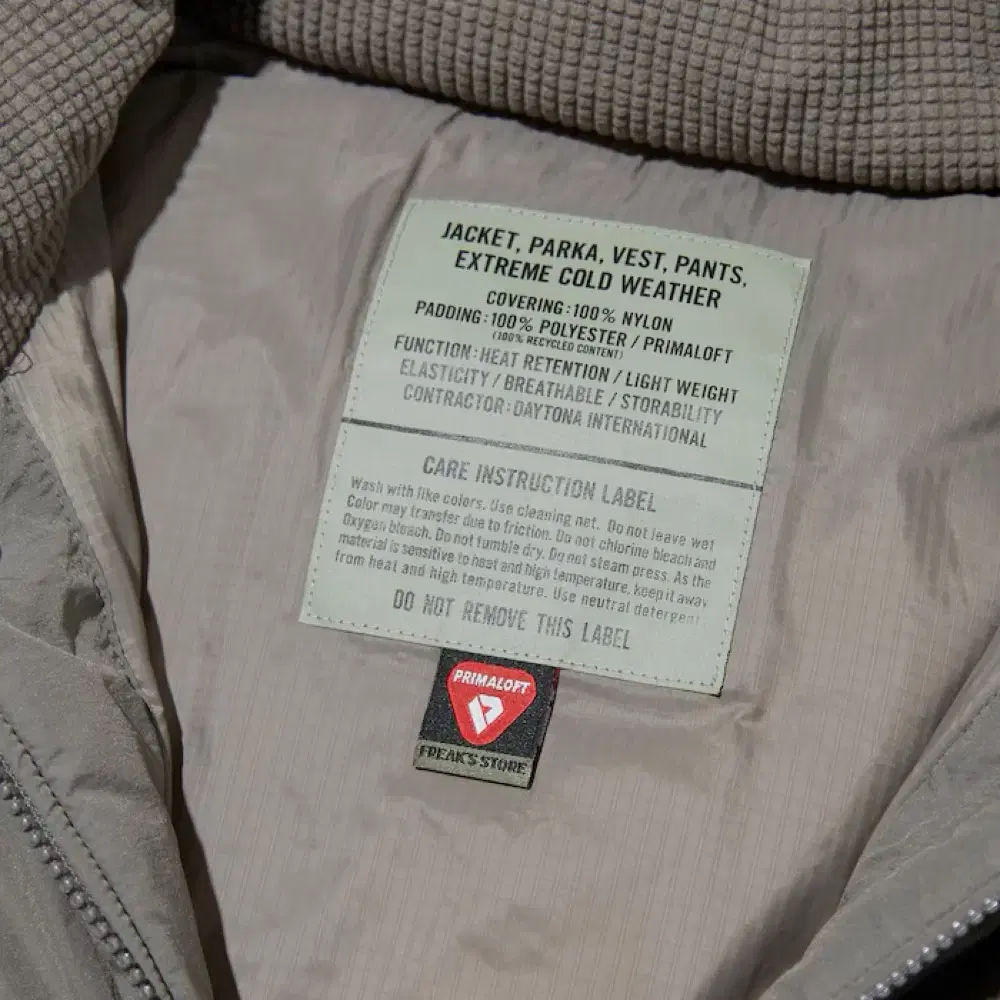 JACKET, PARKA, VEST, PANTS,
EXTREME COLD WEATHER
COVERING:100% NYLON
PADDING:100% POLYESTER / PRIMALOFT
(100% RECYCLED CONTENT)
FUNCTION:HEAT RETENTION / LIGHT WEIGHT
ELASTICITY / BREATHABLE / STORABILITY
CONTRACTOR:DAYTONA INTERNATIONAL
CARE INSTRUCTION LABEL
Wash with like colors. Use cleaning net. Do not leave wet
Color may transfer due to friction. Do not chlorine bleach and
Oxygen bleach. Do not tumble dry. Do not steam press. As the
material is sensitive to heat and high temperature, keep it away
from heat and high temperature. Use neutral detergent
DO NOT REMOVE THIS LABEL
PRIMALOFT
FREAK'S STORE